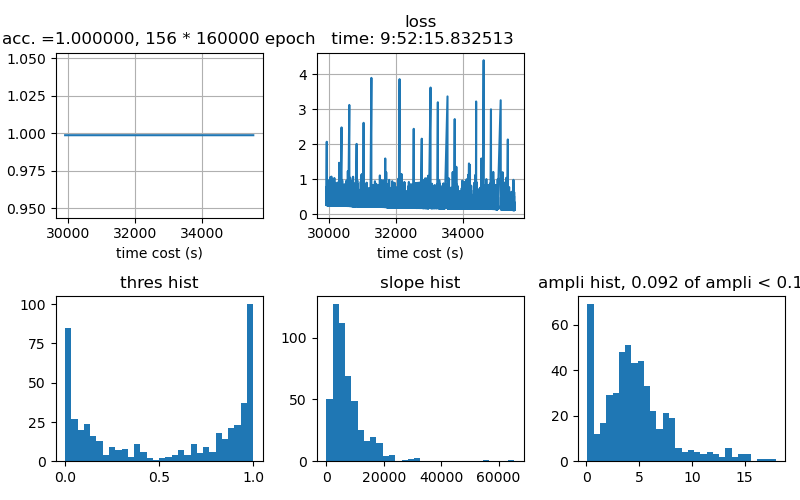 acc. =1.000000, 156 * 160000 epoch
1.050
1.025
1.000
0.975
0.950
30000 32000 34000
time cost (s)
loss
time: 9:52:15.832513
4
3
2
1
0
30000 32000 34000
time cost (s)
thres hist
100
75
50
25
0
0.0 0.5 1.0
slope hist
100
50
0
0 20000 40000 60000
ampli hist, 0.092 of ampli < 0.1
60
40
20
0
0 5 10 15